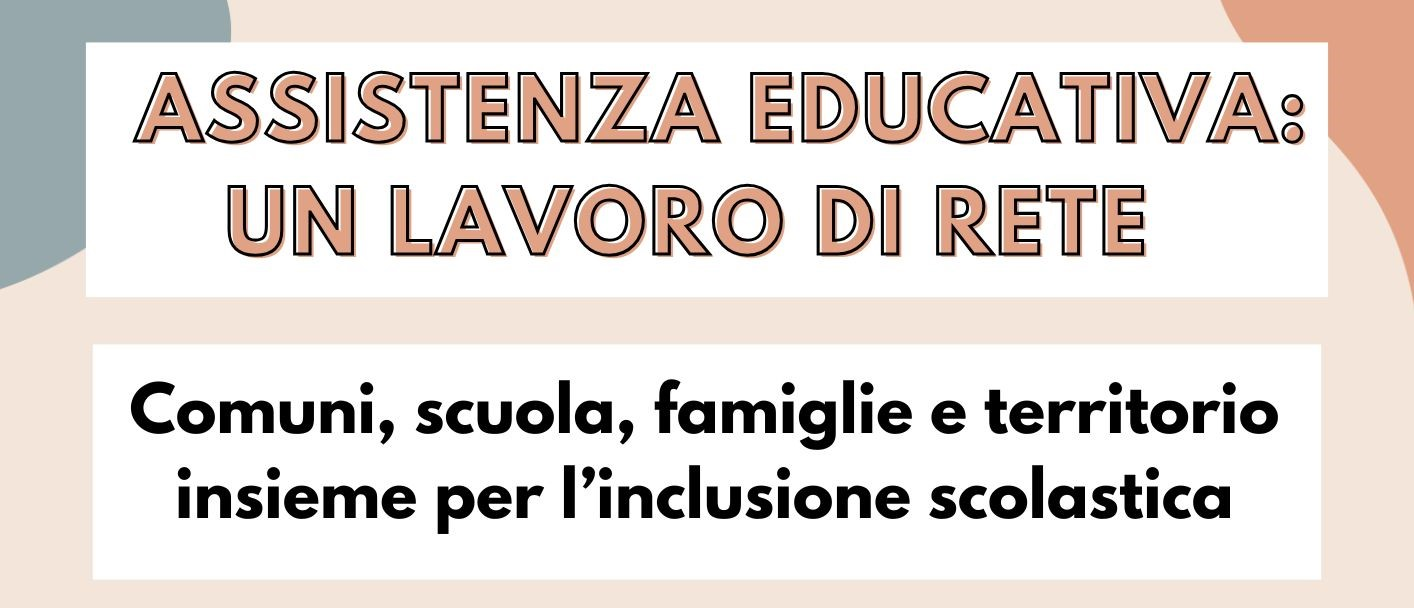 ASSISTENZA EDUCATIVA:
UN LAVORO DI RETE
Comuni, scuola, famiglie e territorio
insieme per l’inclusione scolastica